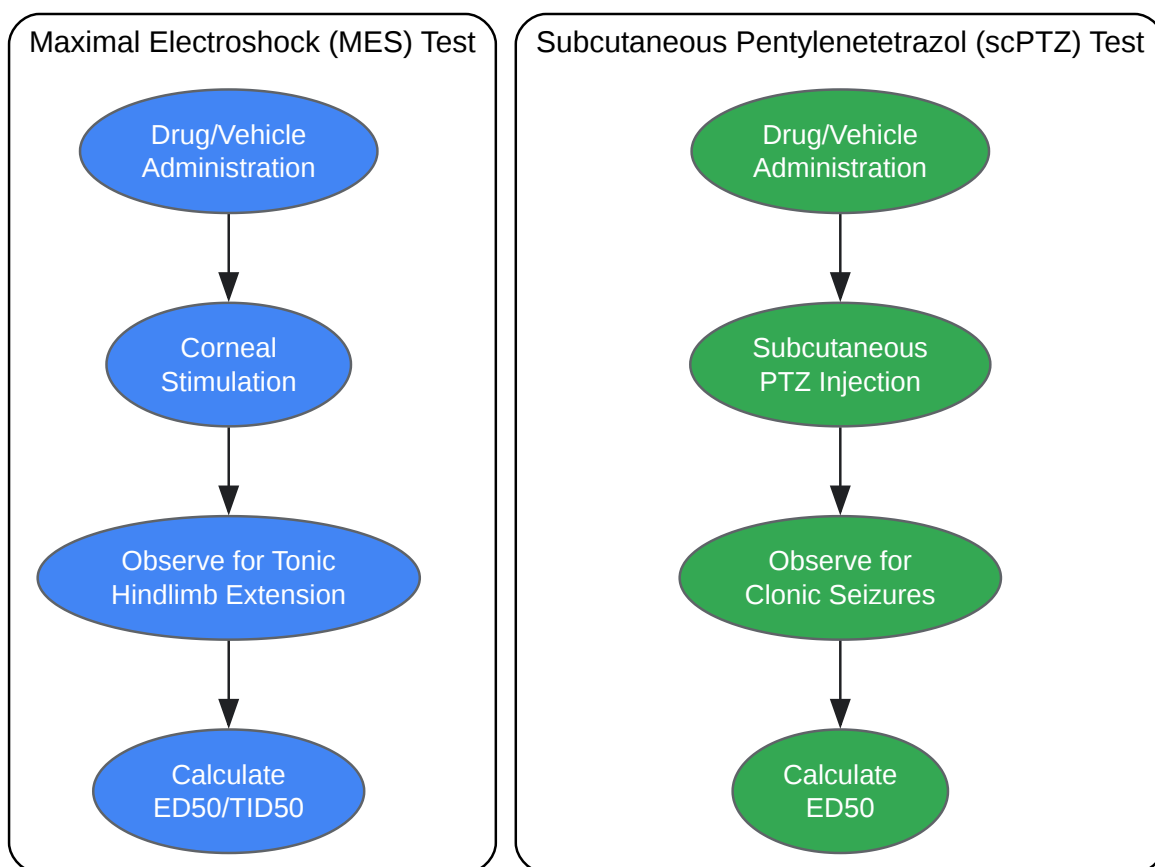 Maximal Electroshock (MES) Test
Drug/Vehicle
Administration
Corneal
Stimulation
Observe for Tonic
Hindlimb Extension
Calculate
ED50/TID50
Subcutaneous Pentylenetetrazol (scPTZ) Test
Drug/Vehicle
Administration
Subcutaneous
PTZ Injection
Observe for
Clonic Seizures
Calculate
ED50